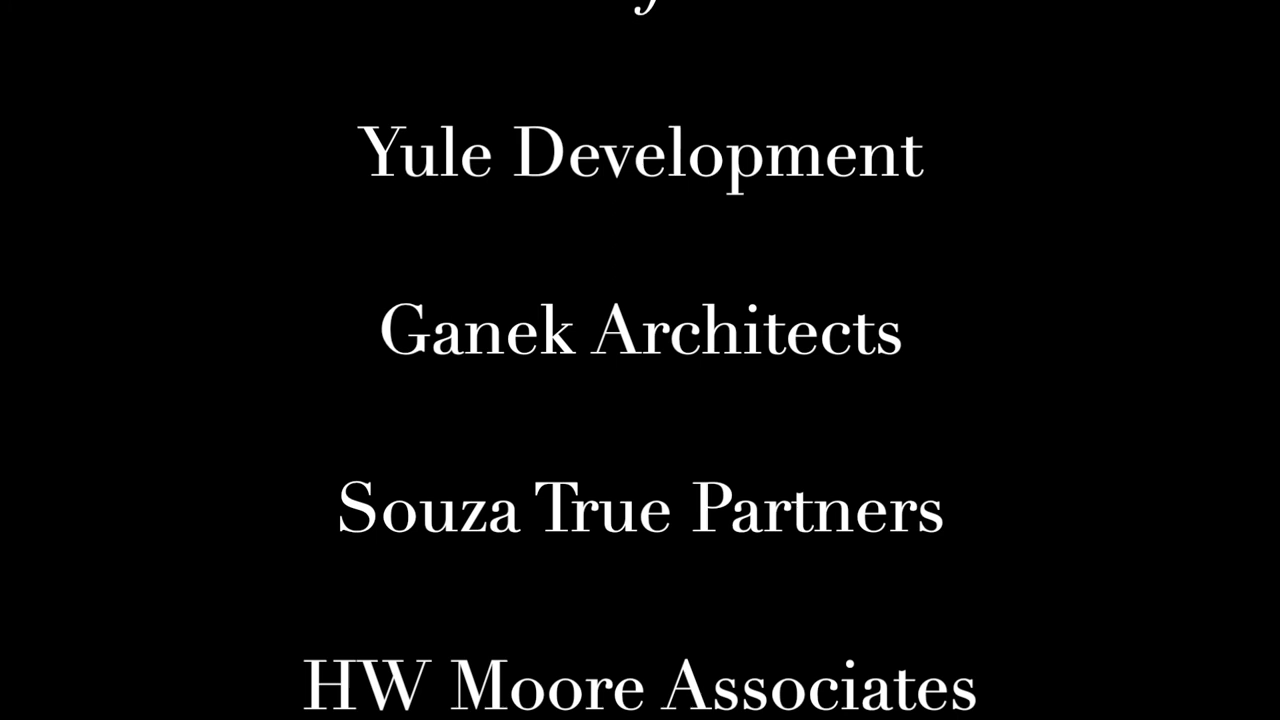 Yule Development
Ganek Architects
Souza True Partners
HW Moore Associates